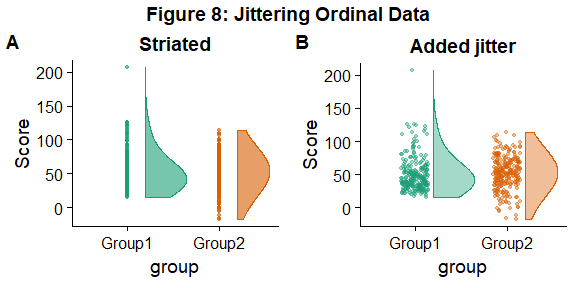 Figure 8: Jittering Ordinal Data
A
Striated
Score
200
150
100
50
0
Group1
Group2
group
B
Added jitter
Score
200
150
100
50
0
Group1
Group2
group